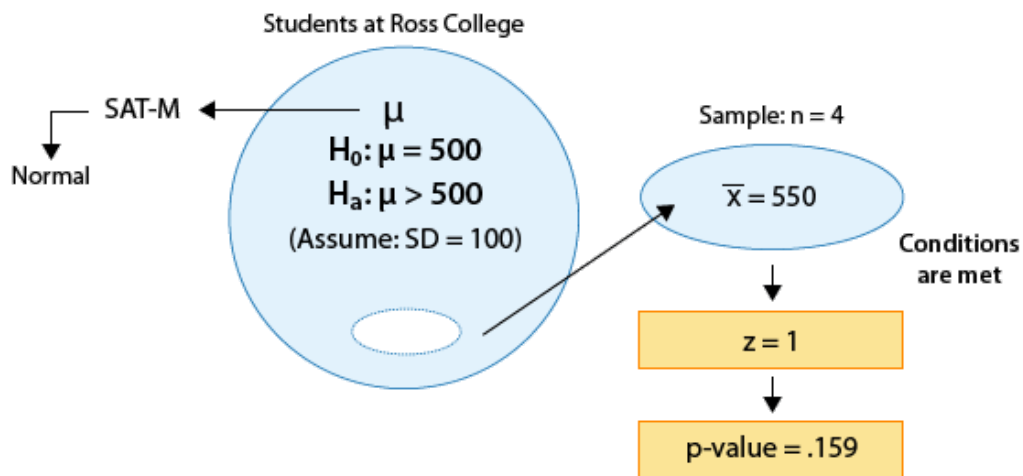 Students at Ross College
SAT-M
Normal
μ
H₀: μ = 500
Hₐ: μ > 500
(Assume: SD = 100)
Sample: n = 4
x̅ = 550
Conditions
are met
z = 1
p-value = .159